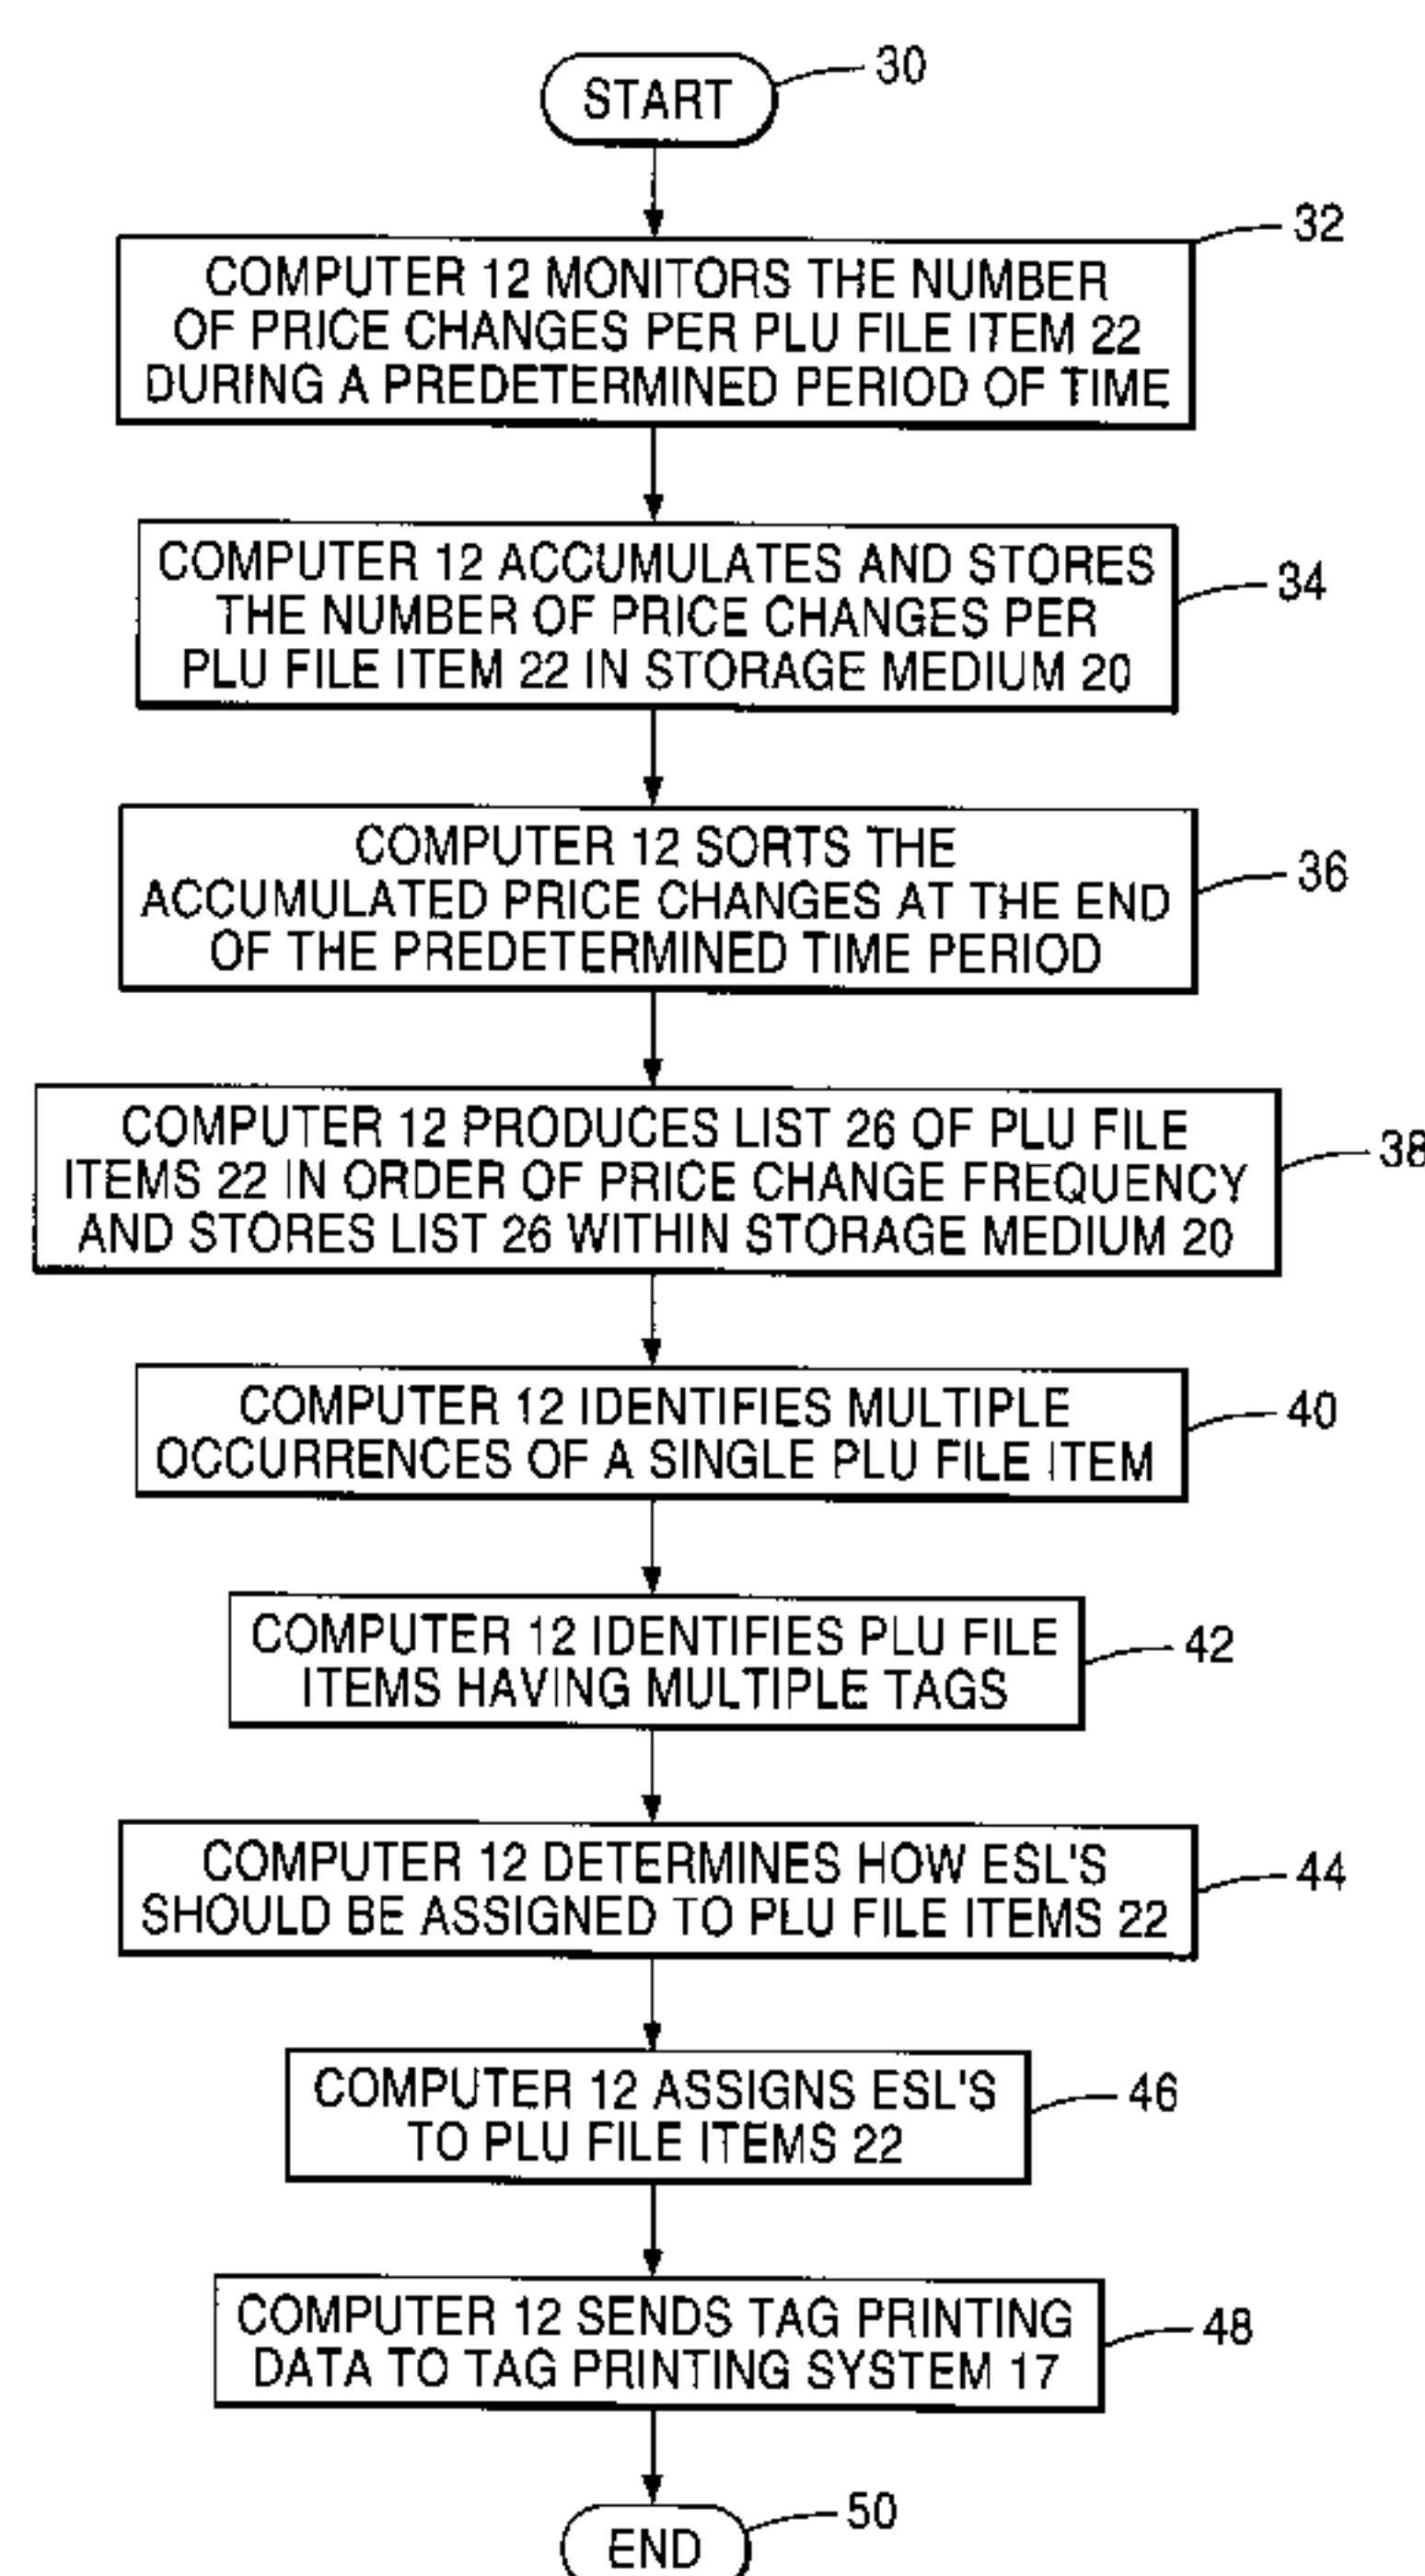 START
30
32
COMPUTER 12 MONITORS THE NUMBER
OF PRICE CHANGES PER PLU FILE ITEM 22
DURING A PREDETERMINED PERIOD OF TIME
COMPUTER 12 ACCUMULATES AND STORES
THE NUMBER OF PRICE CHANGES PER
PLU FILE ITEM 22 IN STORAGE MEDIUM 20
34
COMPUTER 12 SORTS THE
ACCUMULATED PRICE CHANGES AT THE END
OF THE PREDETERMINED TIME PERIOD
36
COMPUTER 12 PRODUCES LIST 26 OF PLU FILE
ITEMS 22 IN ORDER OF PRICE CHANGE FREQUENCY
AND STORES LIST 26 WITHIN STORAGE MEDIUM 20
38
COMPUTER 12 IDENTIFIES MULTIPLE
OCCURRENCES OF A SINGLE PLU FILE ITEM
40
COMPUTER 12 IDENTIFIES PLU FILE
ITEMS HAVING MULTIPLE TAGS
42
COMPUTER 12 DETERMINES HOW ESL'S
SHOULD BE ASSIGNED TO PLU FILE ITEMS 22
44
COMPUTER 12 ASSIGNS ESL'S
TO PLU FILE ITEMS 22
46
COMPUTER 12 SENDS TAG PRINTING
DATA TO TAG PRINTING SYSTEM 17
48
END
50